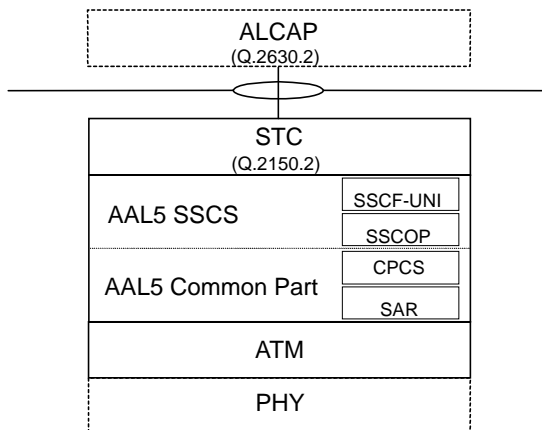 ALCAP
(Q.2630.2)
STC
(Q.2150.2)
AAL5 SSCS
SSCF-UNI
SSCOP
AAL5 Common Part
CPCS
SAR
ATM
PHY